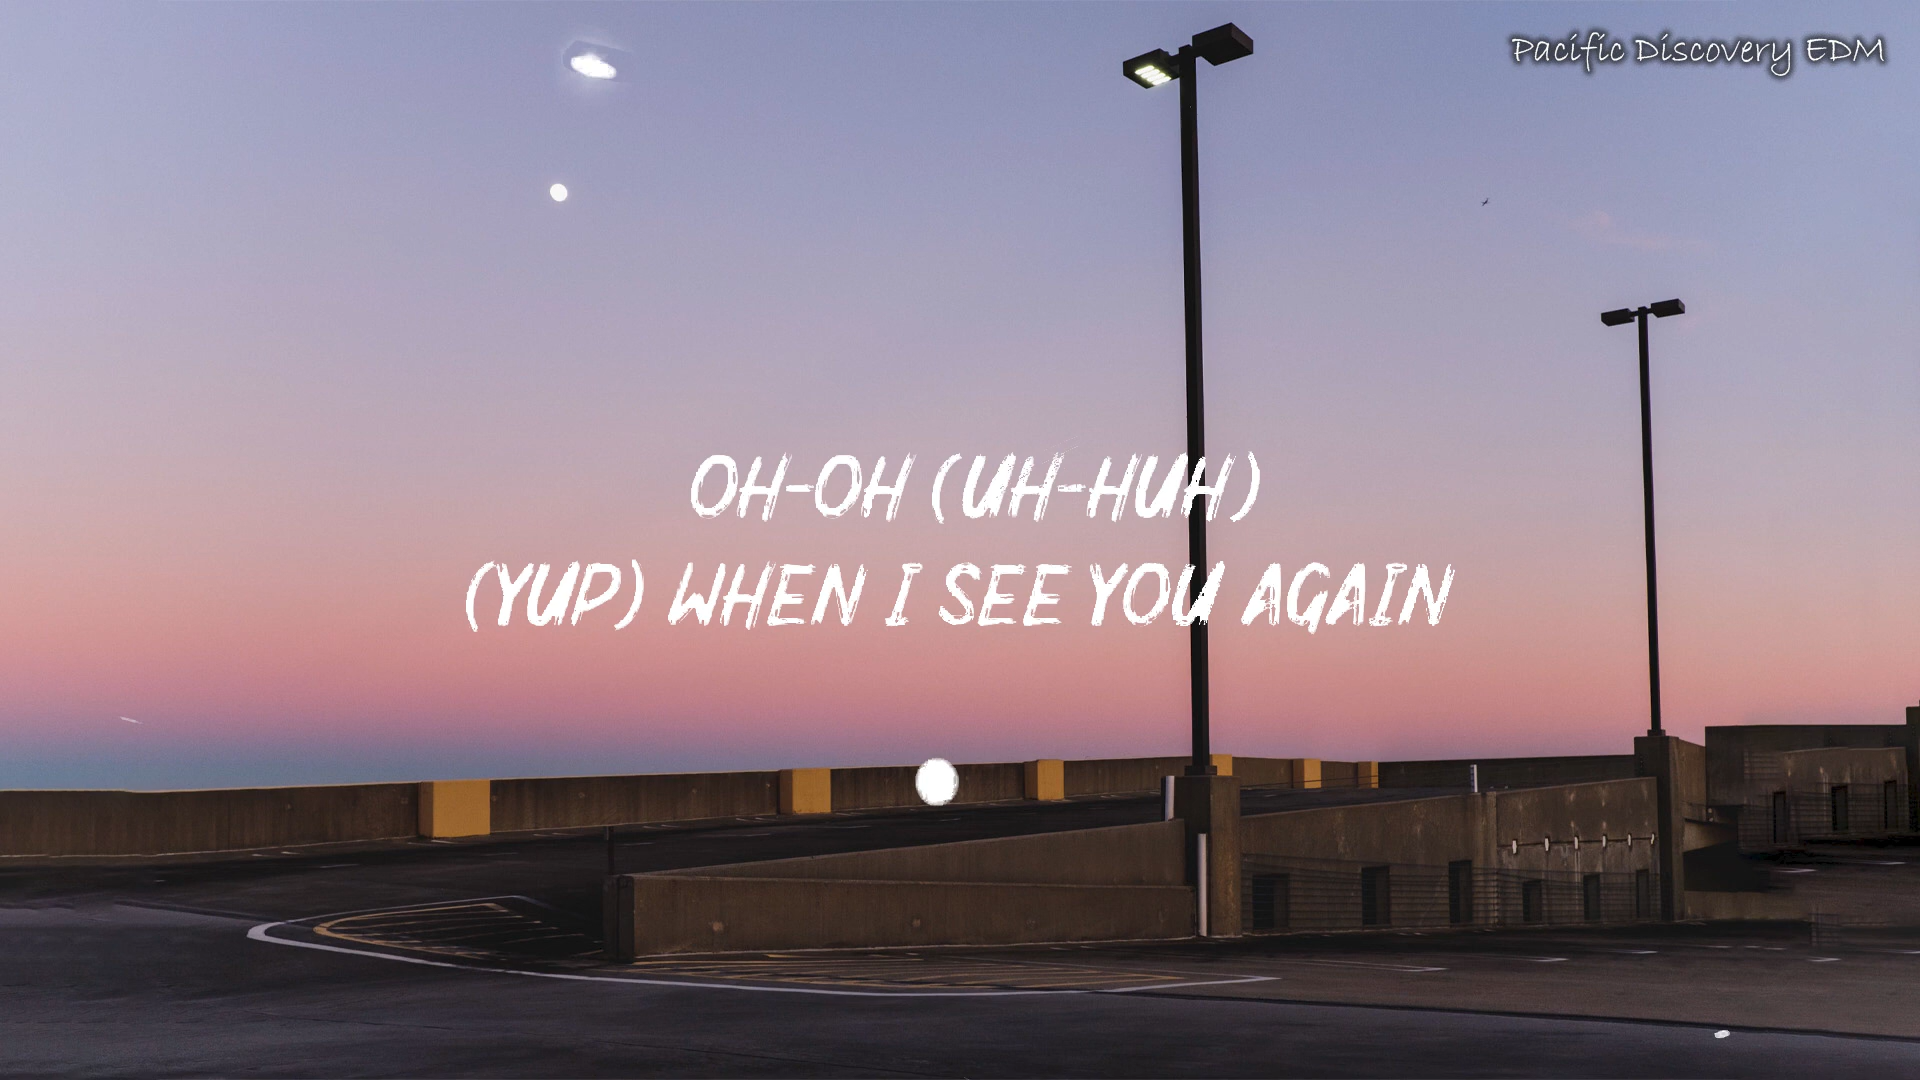 Pacific Discovery EDM
OH-OH (UH-HUH)
(YUP) WHEN I SEE YOU AGAIN